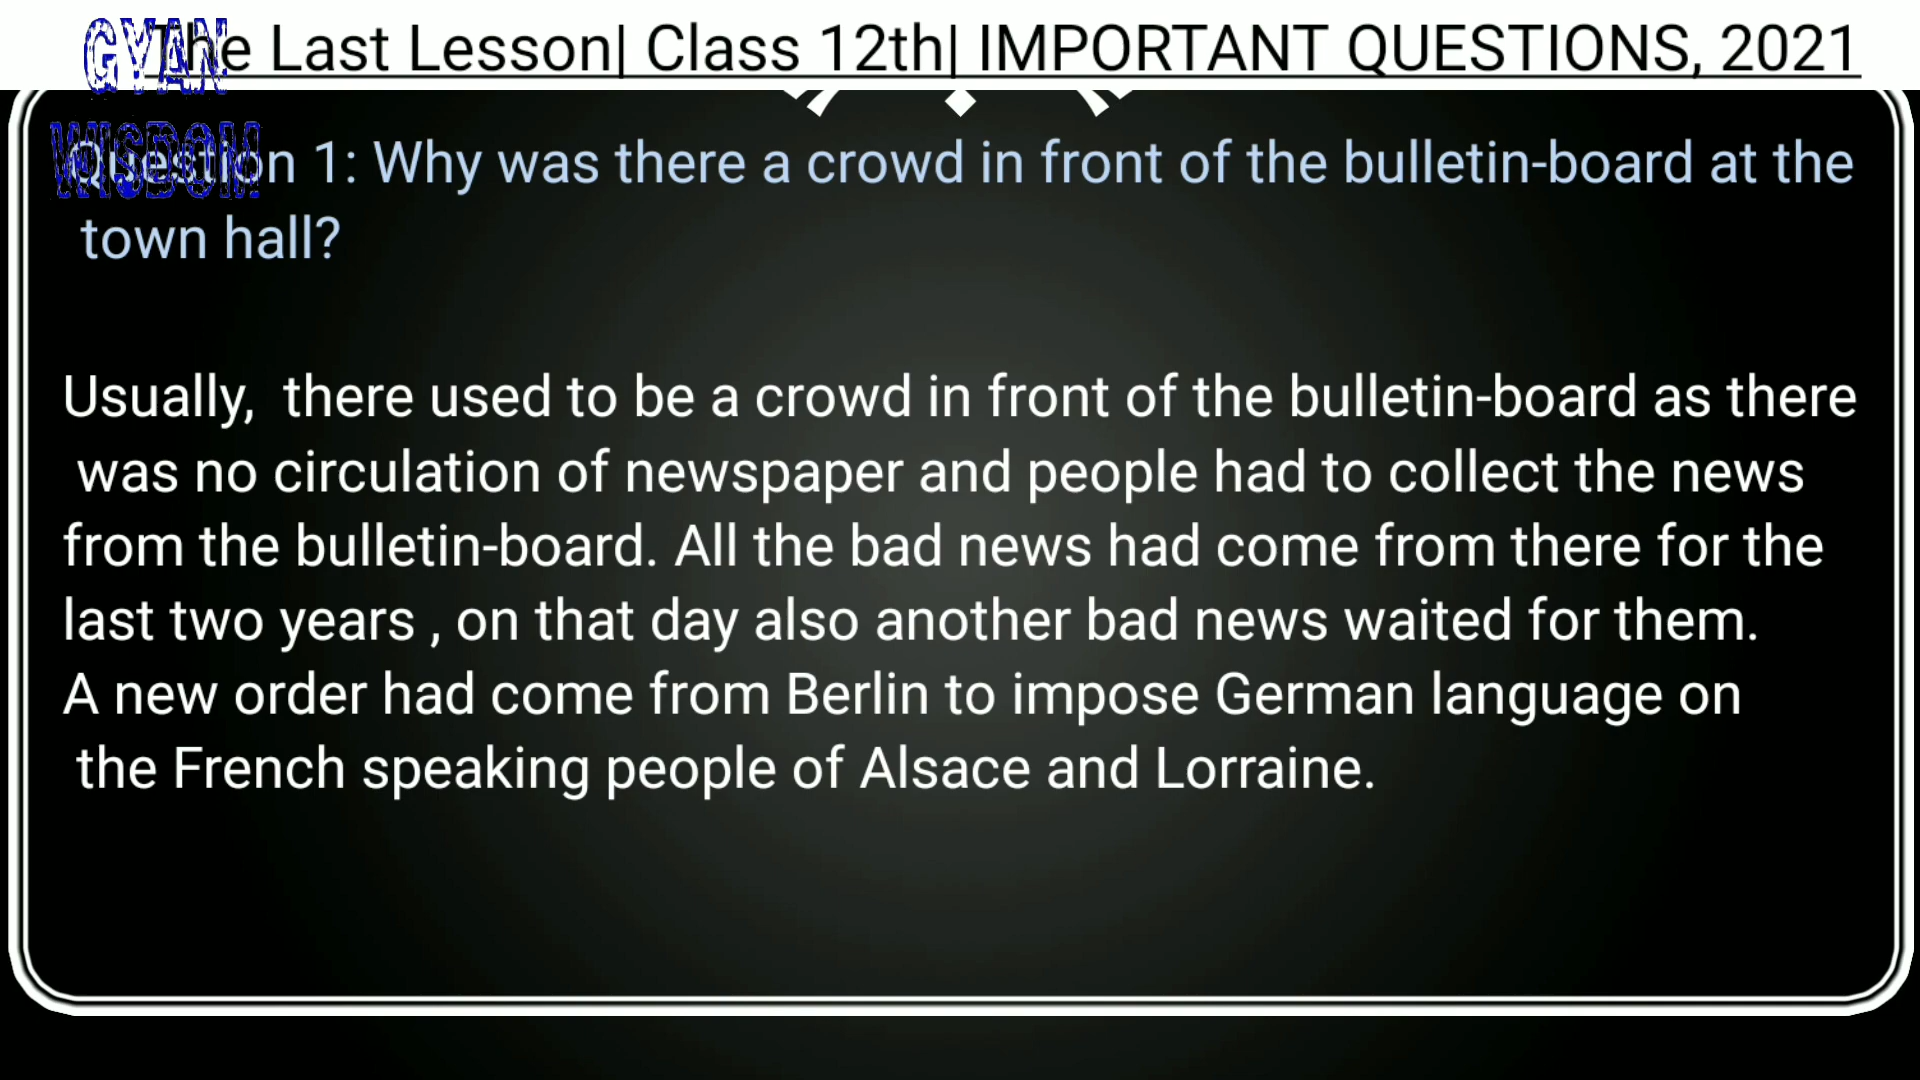 The Last Lesson| Class 12th| IMPORTANT QUESTIONS, 2021
GYAN
WISDOM
Question 1: Why was there a crowd in front of the bulletin-board at the
town hall?
Usually, there used to be a crowd in front of the bulletin-board as there
was no circulation of newspaper and people had to collect the news
from the bulletin-board. All the bad news had come from there for the
last two years , on that day also another bad news waited for them.
A new order had come from Berlin to impose German language on
the French speaking people of Alsace and Lorraine.